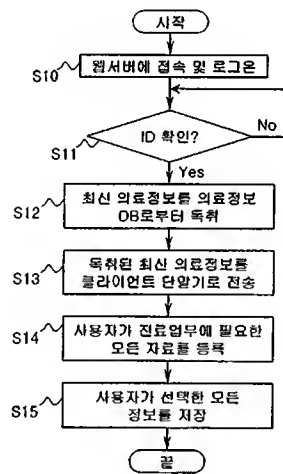 시작
S10
웹서버에 접속 및 로그온
S11
ID 확인?
No
Yes
S12
최신 의료정보를 의료정보
DB로부터 독취
S13
독취된 최신 의료정보를
클라이언트 단말기로 전송
S14
사용자가 진료업무에 필요한
모든 자료를 등록
S15
사용자가 선택한 모든
정보를 저장
끝